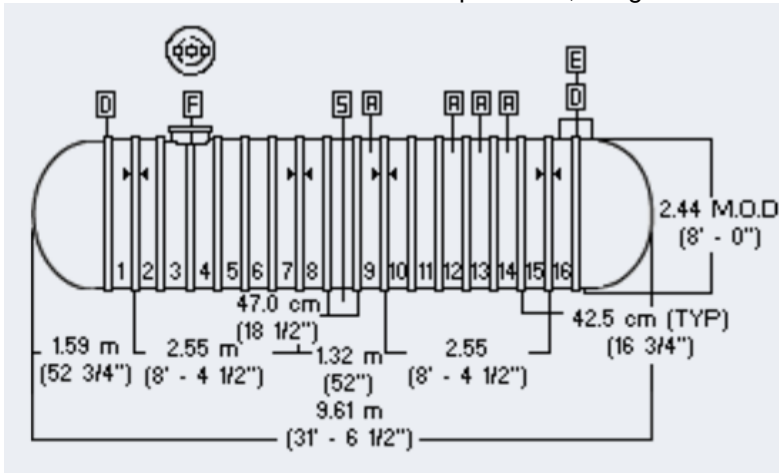 E
D F S A A A A D
2.44 M.O.D
(8' - 0")
1 2 3 4 5 6 7 8 9 10 11 12 13 14 15 16
47.0 cm
(18 1/2")
42.5 cm (TYP)
(16 3/4")
1.59 m
(52 3/4")
2.55 m
(8' - 4 1/2")
1.32 m
(52")
2.55
(8' - 4 1/2")
9.61 m
(31' - 6 1/2")